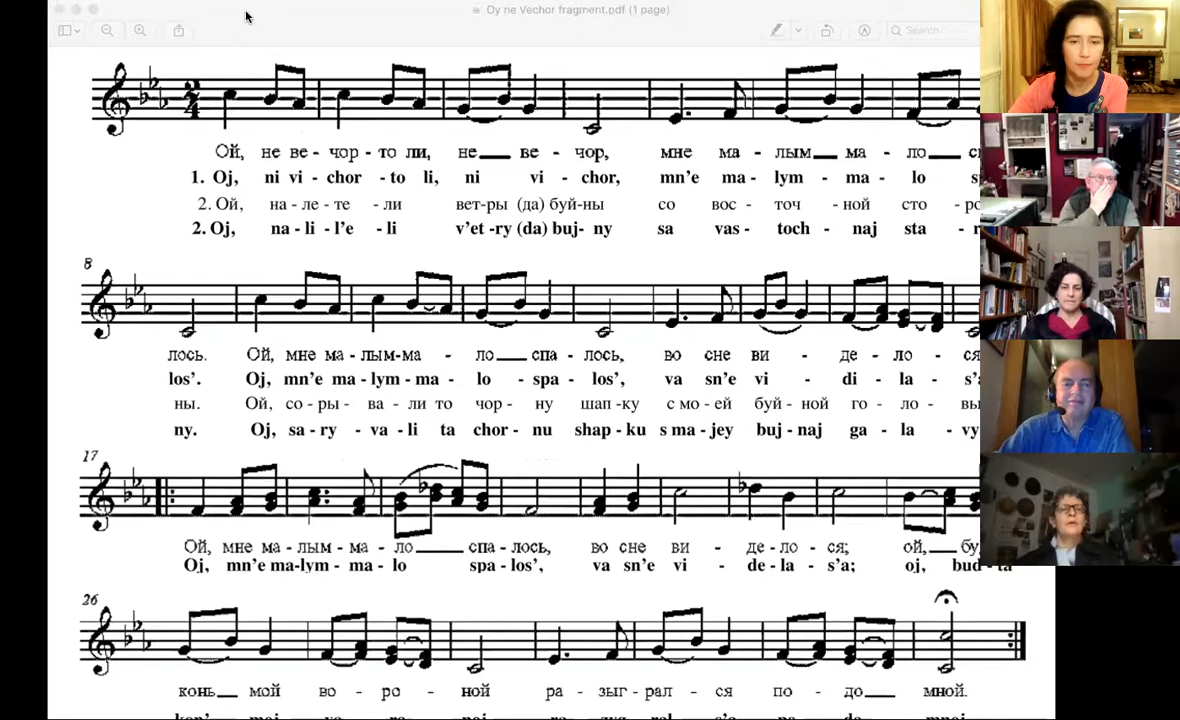 Oy ne Vechor fragment.pdf (1 page)
Search
2
4
Ой, не ве - чор - то ли, не ве - чор, мне ма - лым ма - ло
1. Oj, ni vi - chor - to li, ni vi - chor, mn'e ma - lym - ma - lo
2. Ой, на - ле - те - ли вет-ры (да) буй-ны со вос - точ - ной сто -
2. Oj, na - li - l'e - li v'et -ry (da) buj- ny sa vas - toch - naj sta -
8
лось. Ой, мне ма - лым-ма - ло спа - лось, во сне ви - де - ло - ся
los'. Oj, mn'e ma - lym - ma - lo - spa - los', va sn'e vi - di - la -
ны. Ой, со - ры - ва - ли то чор - ну шап -ку с мо - ей буй - ной го - ло - вы
ny. Oj, sa - ry - va - li ta chor - nu shap - ku s ma - jey buj - naj ga - la - vy
17
Ой, мне ма - лым - ма - ло спа - лось, во сне ви - де - ло - ся; ой,
Oj, mn'e ma-lym - ma - lo spa - los', va sn'e vi - de - la - s'a; oj,
26
конь мой во - ро - ной ра - зыг - рал - ся по - до мной.